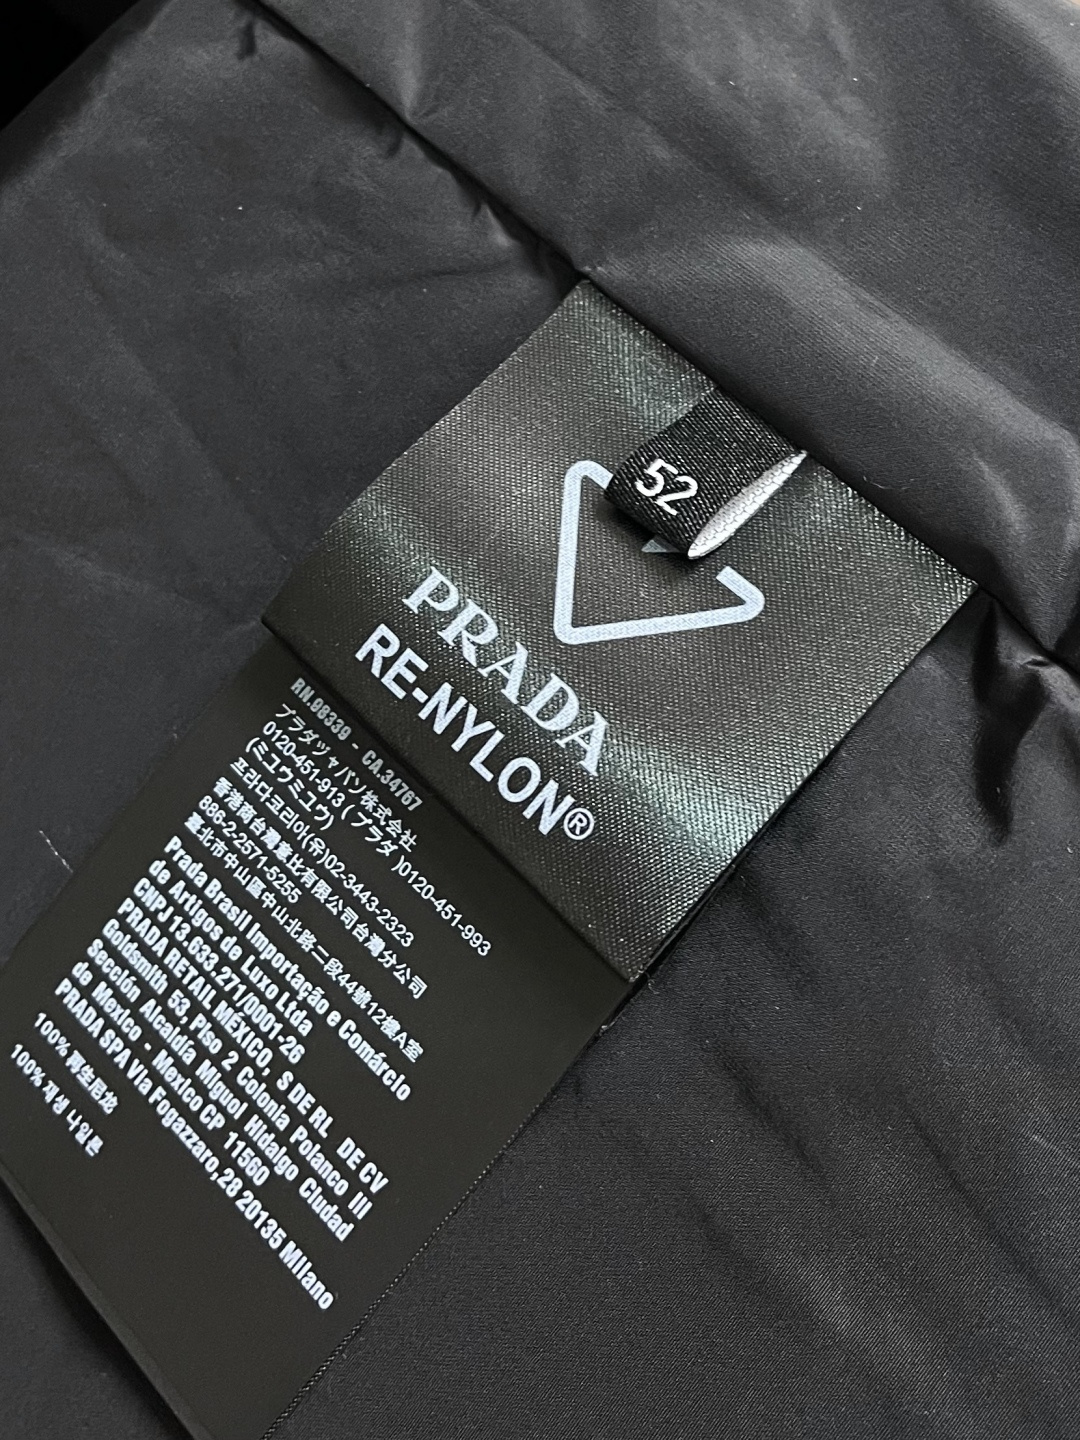 52
PRADA
RE-NYLON®
RN.98339 - CA.34767
プラダジャパン株式会社
0120-451-913 ( プラダ )0120-451-993
(ミュウミュウ)
프라다코리아(유)02-3443-2323
香港商台灣普比有限公司台灣分公司
886-2-2571-5255
臺北市中山區中山北路二段44號12樓A室
Prada Brasil Importação e Comércio
de Artigos de Luxo Ltda
CNPJ 13.633.271/0001-26
PRADA RETAIL MEXICO, S DE RL DE CV
Goldsmith 53, Piso 2 Colonia Polanco III
Sección Alcaldía Miguel Hidalgo Ciudad
de Mexico - Mexico CP 11560
PRADA SPA Via Fogazzaro,28 20135 Milano
100% 再生尼龙
100% 재생 나일론